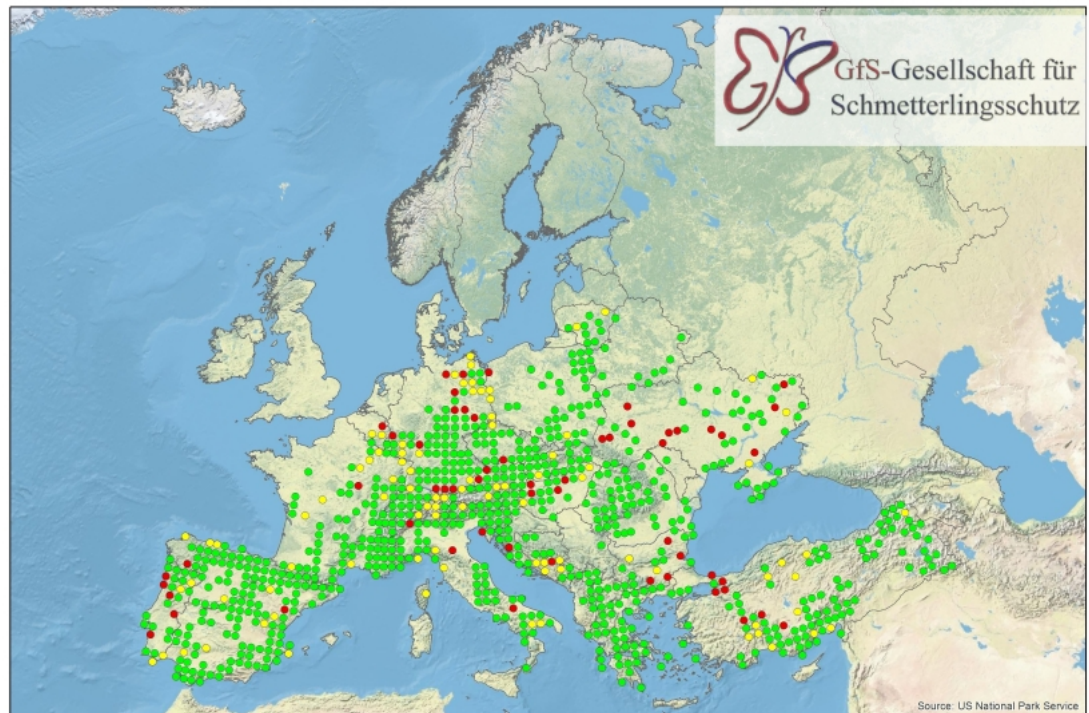 GfS-Gesellschaft für
Schmetterlingsschutz
Source: US National Park Service